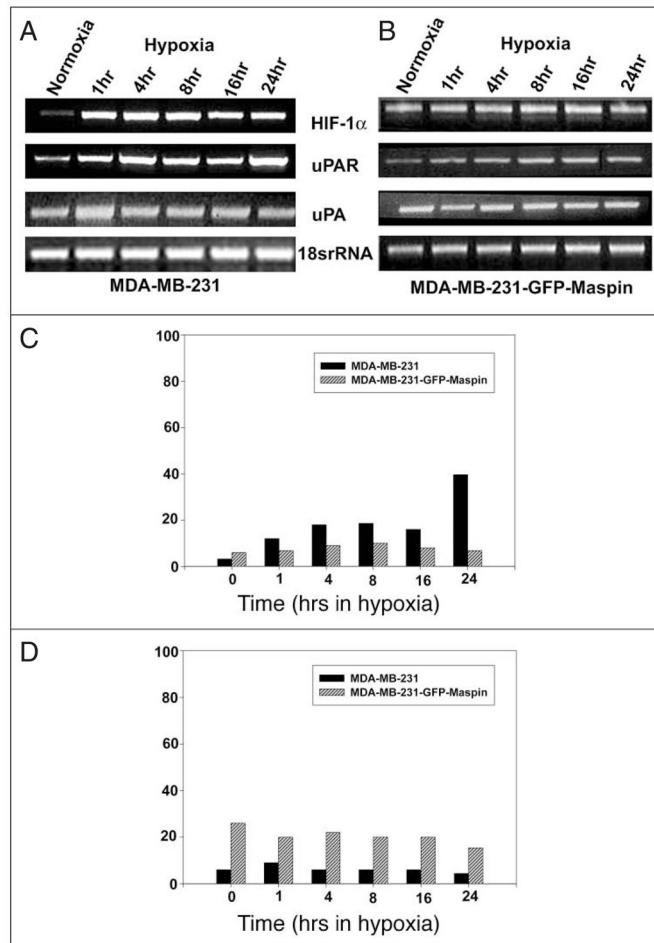 A
Hypoxia
Normoxia 1hr 4hr 8hr 16hr 24hr
B
Hypoxia
Normoxia 1hr 4hr 8hr 16hr 24hr
HIF-1α
uPAR
uPA
18srRNA
MDA-MB-231
MDA-MB-231-GFP-Maspin
C
100
80
60
40
20
0
MDA-MB-231
MDA-MB-231-GFP-Maspin
0 1 4 8 16 24
Time (hrs in hypoxia)
D
100
80
60
40
20
0
MDA-MB-231
MDA-MB-231-GFP-Maspin
0 1 4 8 16 24
Time (hrs in hypoxia)